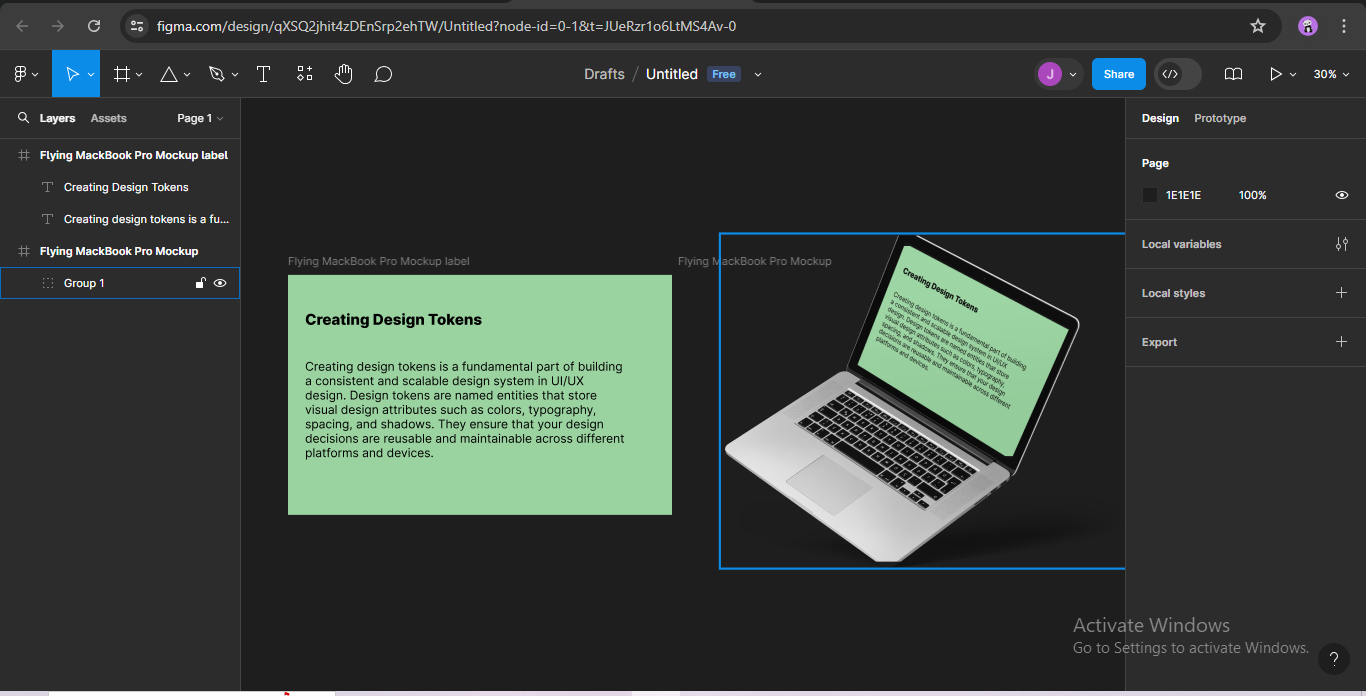 figma.com/design/qXSQ2jhit4zDEnSrp2ehTW/Untitled?node-id=0-1&t=JUeRzr1o6LtMS4Av-0
Drafts / Untitled Free
J
Share
30%
Layers Assets Page 1
Flying MackBook Pro Mockup label
Creating Design Tokens
Creating design tokens is a fu...
Flying MackBook Pro Mockup
Group 1
Flying MackBook Pro Mockup label
Creating Design Tokens
Creating design tokens is a fundamental part of building
a consistent and scalable design system in UI/UX
design. Design tokens are named entities that store
visual design attributes such as colors, typography,
spacing, and shadows. They ensure that your design
decisions are reusable and maintainable across different
platforms and devices.
Flying MackBook Pro Mockup
Creating Design Tokens
Creating design tokens is a fundamental part of building
a consistent and scalable design system in UI/UX
design. Design tokens are named entities that store
visual design attributes such as colors, typography,
spacing, and shadows. They ensure that your design
decisions are reusable and maintainable across different
platforms and devices.
Design Prototype
Page
1E1E1E 100%
Local variables
Local styles
Export
Activate Windows
Go to Settings to activate Windows.
?